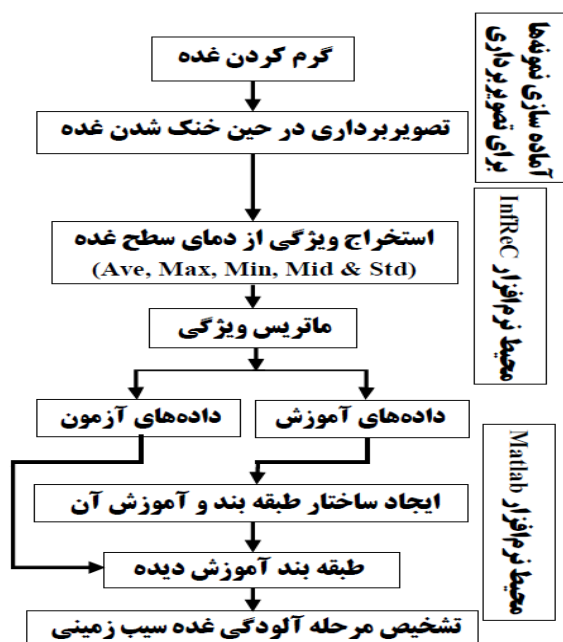 گرم کردن غده
آماده سازی نمونه‌ها
برای تصویربرداری
تصویربرداری در حین خنک شدن غده
استخراج ویژگی از دمای سطح غده
(Ave, Max, Min, Mid & Std)
محیط نرم‌افزار InfReC
ماتریس ویژگی
داده‌های آموزش
داده‌های آزمون
ایجاد ساختار طبقه بند و آموزش آن
محیط نرم‌افزار Matlab
طبقه بند آموزش دیده
تشخیص مرحله آلودگی غده سیب زمینی